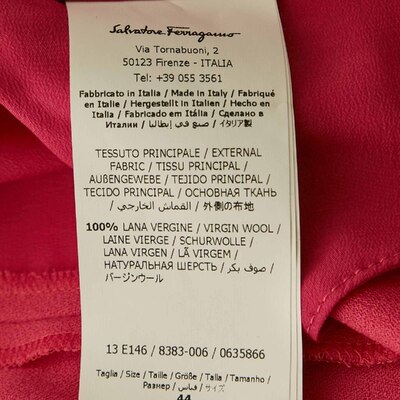 Salvatore Ferragamo
Via Tornabuoni, 2
50123 Firenze - ITALIA
Tel: +39 055 3561
Fabbricato in Italia / Made in Italy / Fabriqué
en Italie / Hergestellt in Italien / Hecho en
Italia / Fabricado em Itália / Сделано в
Италии / صنع في إيطاليا / イタリア製
TESSUTO PRINCIPALE / EXTERNAL
FABRIC / TISSU PRINCIPAL /
AUßENGEWEBE / TEJIDO PRINCIPAL /
TECIDO PRINCIPAL / ОСНОВНАЯ ТКАНЬ
/ القماش الخارجي / 外側の布地
100% LANA VERGINE / VIRGIN WOOL /
LAINE VIERGE / SCHURWOLLE /
LANA VIRGEN / LÃ VIRGEM /
НАТУРАЛЬНАЯ ШЕРСТЬ / صوف بكر /
バージンウール
13 E146 / 8383-006 / 0635866
Taglia / Size / Taille / Größe / Talla / Tamanho /
Размер / قياس / サイズ
44